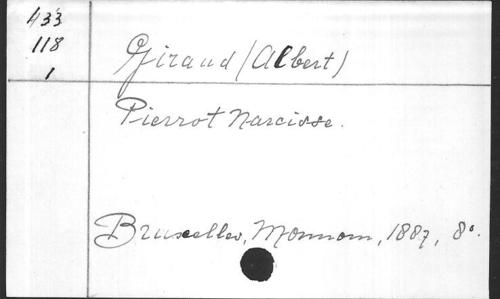 433
118
1
Giraud (Albert)
Pierrot Narcisse.
Bruxelles, Monnom, 1887, 8°.